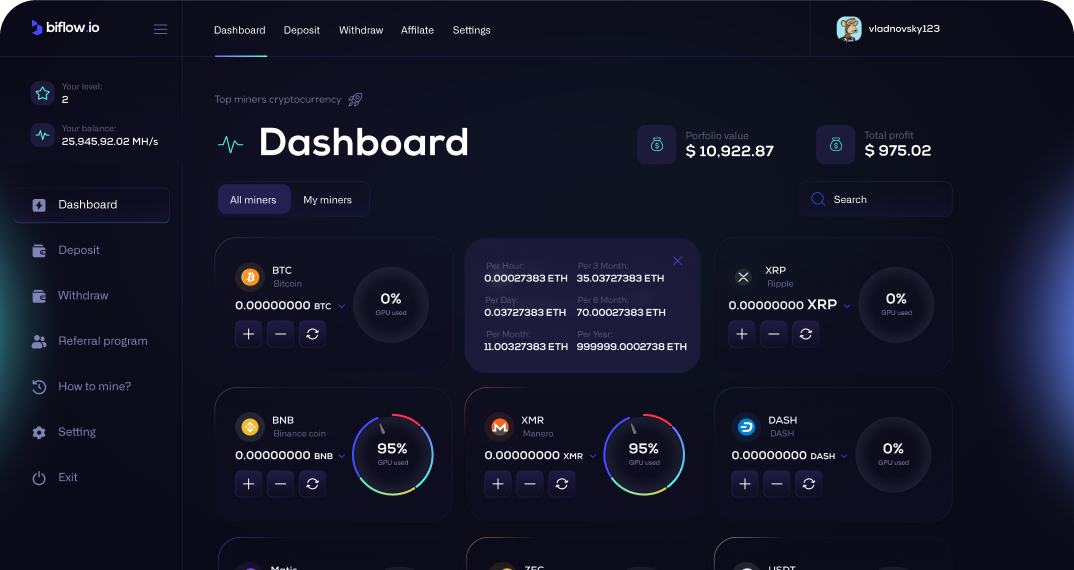 biflow.io
Dashboard Deposit Withdraw Affilate Settings
vladnovsky123
Your level:
2
Your balance:
25,945,92.02 MH/s
Dashboard
Deposit
Withdraw
Referral program
How to mine?
Setting
Exit
Top miners cryptocurrency
Dashboard
Porfolio value
$ 10,922.87
Total profit
$ 975.02
All miners My miners
Search
BTC
Bitcoin
0.00000000 BTC
0%
GPU used
Per Hour:
0.00027383 ETH
Per 3 Month:
35.03727383 ETH
Per Day:
0.03727383 ETH
Per 6 Month:
70.00027383 ETH
Per Month:
11.00327383 ETH
Per Year:
999999.0002738 ETH
XRP
Ripple
0.00000000 XRP
0%
GPU used
BNB
Binance coin
0.00000000 BNB
95%
GPU used
XMR
Manero
0.00000000 XMR
95%
GPU used
DASH
DASH
0.00000000 DASH
0%
GPU used
Matic
ZEC
USDT